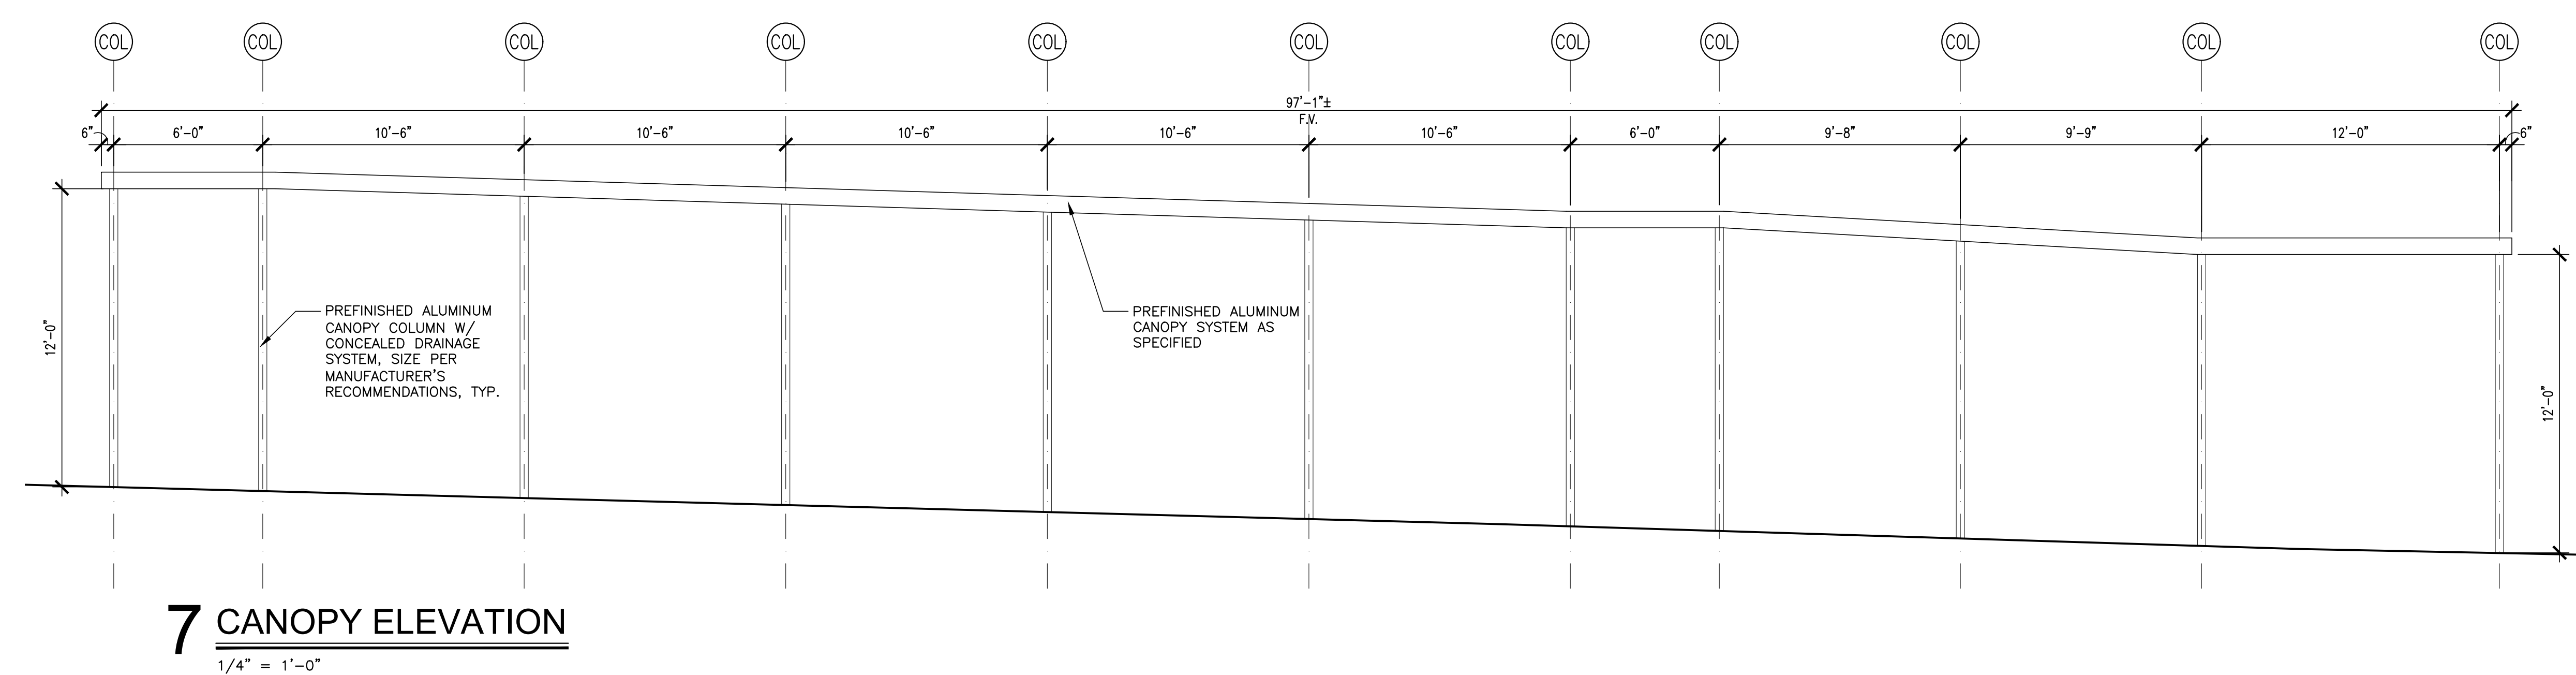 COL COL COL COL COL COL COL COL COL COL COL
97'-1"±
F.V.
6" 6'-0" 10'-6" 10'-6" 10'-6" 10'-6" 10'-6" 6'-0" 9'-8" 9'-9" 12'-0" 6"
12'-0"
PREFINISHED ALUMINUM
CANOPY COLUMN W/
CONCEALED DRAINAGE
SYSTEM, SIZE PER
MANUFACTURER'S
RECOMMENDATIONS, TYP.
PREFINISHED ALUMINUM
CANOPY SYSTEM AS
SPECIFIED
12'-0"
7 CANOPY ELEVATION
1/4" = 1'-0"